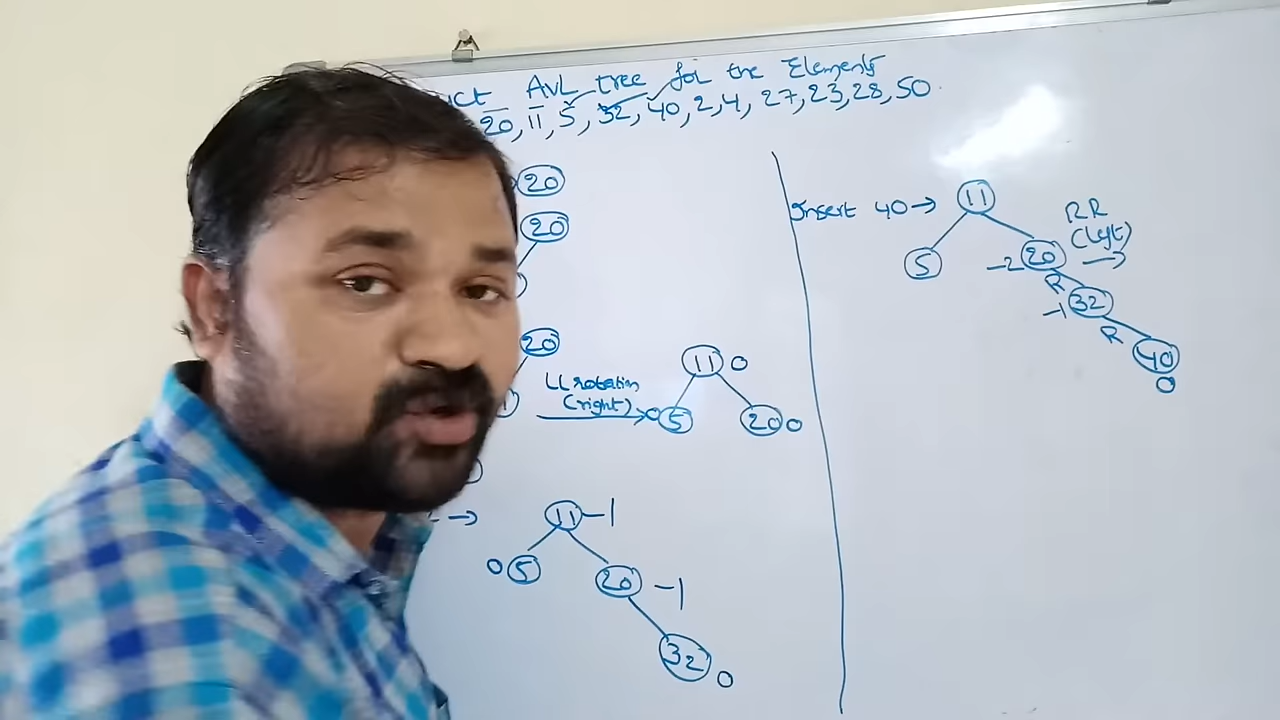 AVL tree for the Elements
20, 11, 5, 32, 40, 2, 4, 27, 23, 28, 50
20
20
20
LL rotation
(right)
11 0
0 5
20 0
11 -1
0 5
20 -1
32 0
Insert 40 →
11
5
RR
(left)
-2 20
R
-1 32
R
40
0